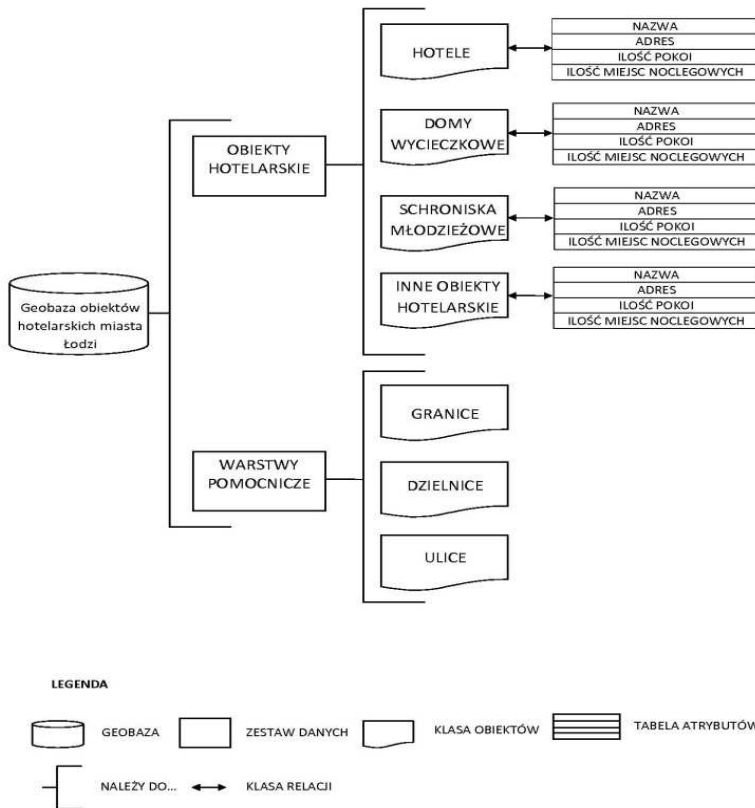 HOTELE
NAZWA
ADRES
ILOŚĆ POKOI
ILOŚĆ MIEJSC NOCLEGOWYCH
OBIEKTY
HOTELARSKIE
DOMY
WYCIECZKOWE
NAZWA
ADRES
ILOŚĆ POKOI
ILOŚĆ MIEJSC NOCLEGOWYCH
SCHRONISKA
MŁODZIEŻOWE
NAZWA
ADRES
ILOŚĆ POKOI
ILOŚĆ MIEJSC NOCLEGOWYCH
INNE OBIEKTY
HOTELARSKIE
NAZWA
ADRES
ILOŚĆ POKOI
ILOŚĆ MIEJSC NOCLEGOWYCH
Geobaza obiektów
hotelarskich miasta
Łodzi
WARSTWY
POMOCNICZE
GRANICE
DZIELNICE
ULICE
LEGENDA
GEOBAZA
ZESTAW DANYCH
KLASA OBIEKTÓW
TABELA ATRYBUTÓW
NALEŻY DO...
KLASA RELACJI